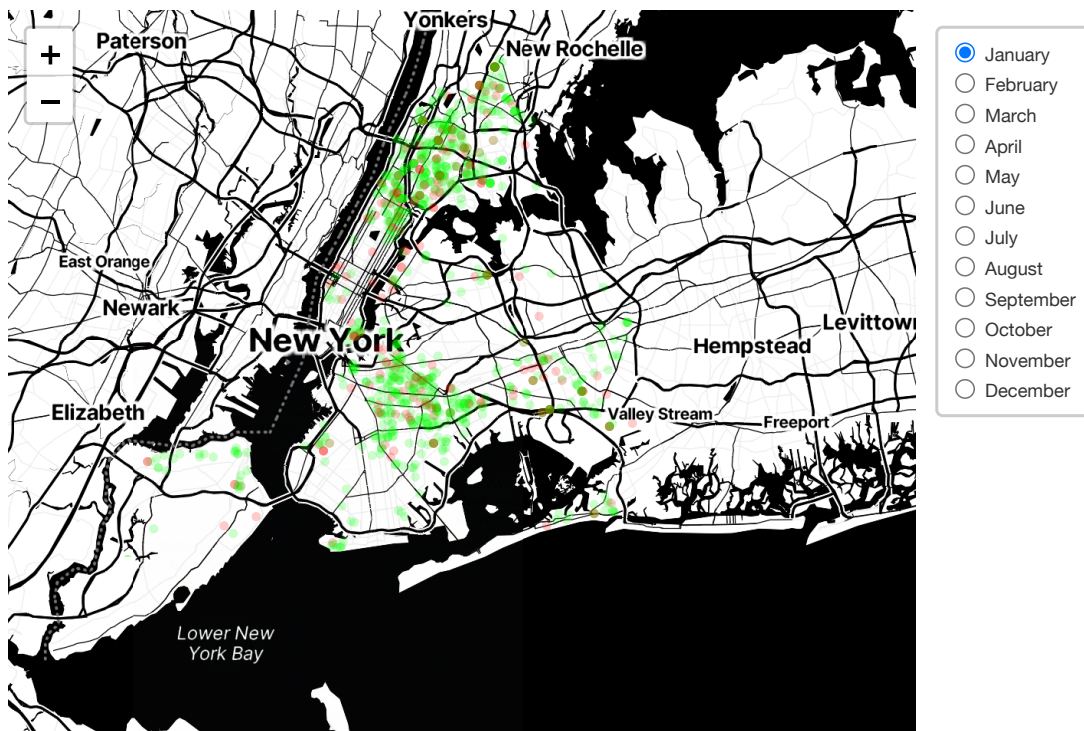 Yonkers
New Rochelle
Paterson
+
−
East Orange
Newark
New York
Levittown
Hempstead
Elizabeth
Valley Stream
Freeport
Lower New
York Bay
January
February
March
April
May
June
July
August
September
October
November
December